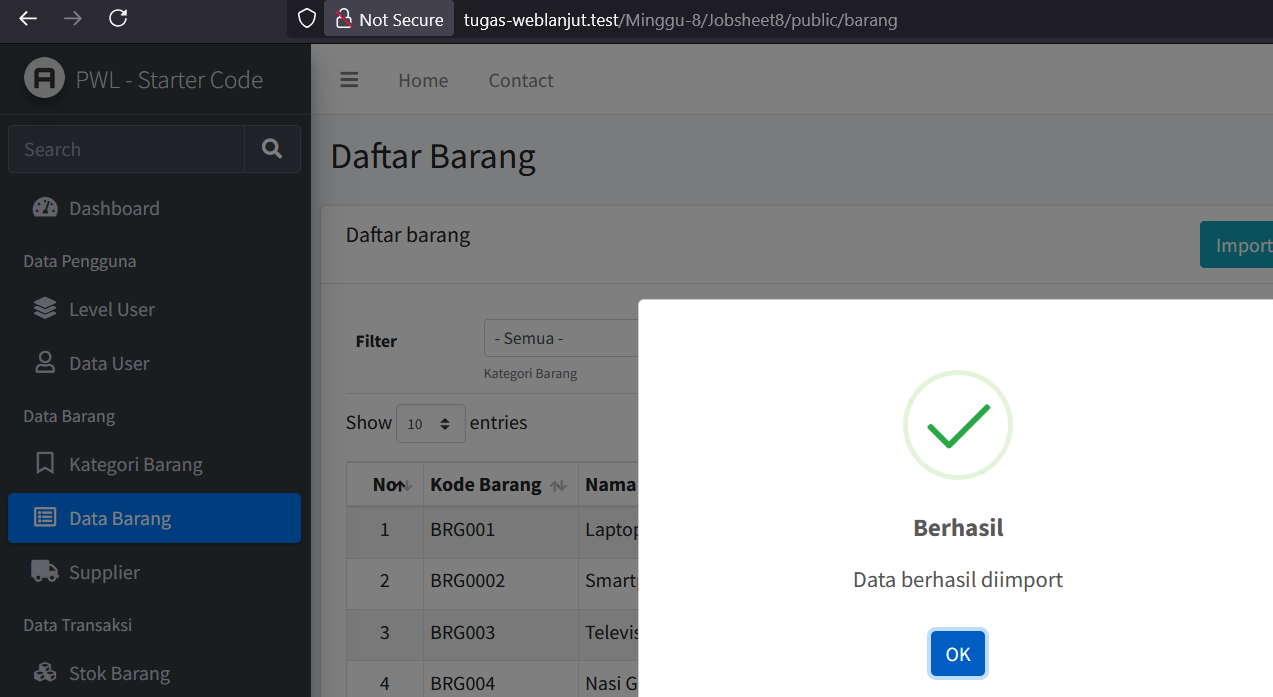 Not Secure tugas-weblanjut.test/Minggu-8/Jobsheet8/public/barang
A PWL - Starter Code
Home Contact
Search
Daftar Barang
Dashboard
Daftar barang
Import
Data Pengguna
Level User
Filter
- Semua -
Kategori Barang
Data User
Data Barang
Show 10 entries
Kategori Barang
No Kode Barang Nama
Data Barang
1 BRG001 Laptop
Supplier
2 BRG0002
Data Transaksi
3 BRG003
Stok Barang
4 BRG004 Nasi G
Berhasil
Data berhasil diimport
OK